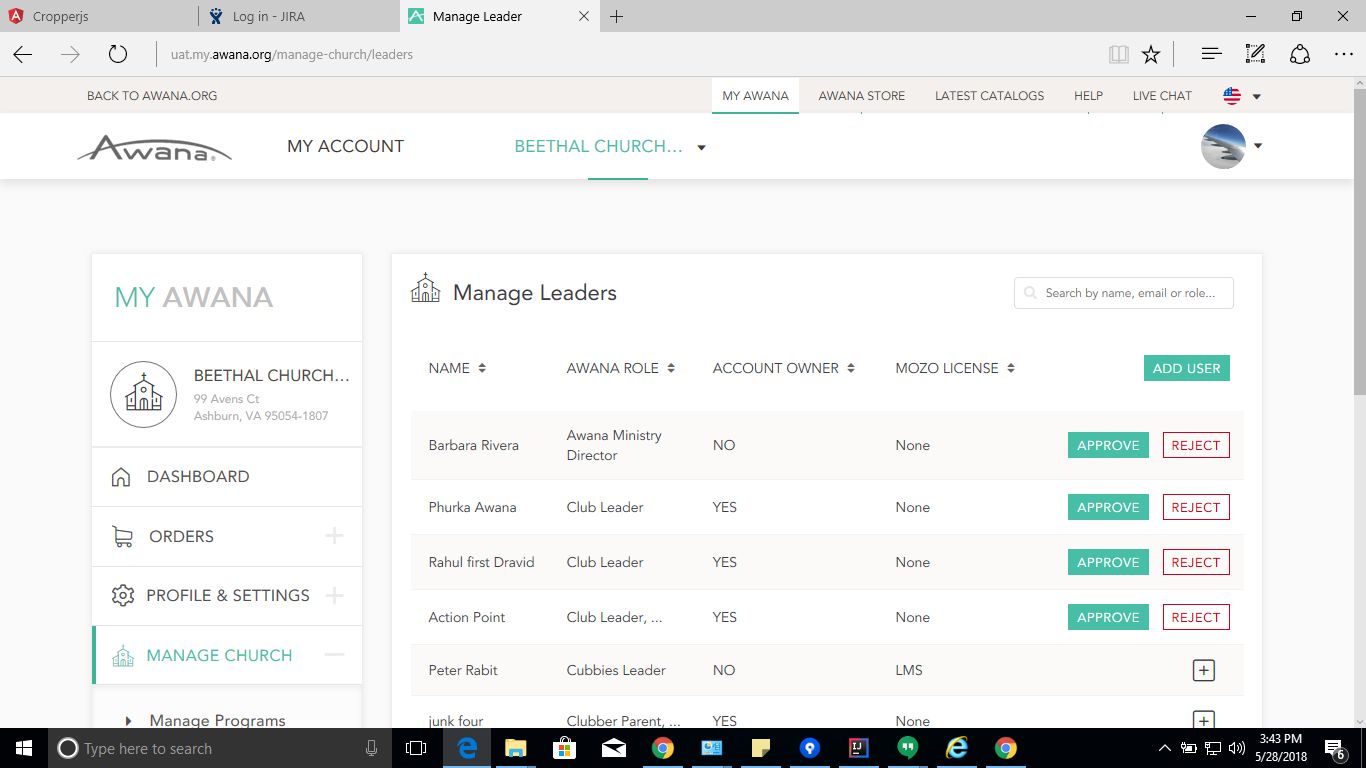 Cropperjs
Log in - JIRA
Manage Leader
uat.my.awana.org/manage-church/leaders
BACK TO AWANA.ORG
MY AWANA
AWANA STORE
LATEST CATALOGS
HELP
LIVE CHAT
Awana®
MY ACCOUNT
BEETHAL CHURCH...
MY AWANA
BEETHAL CHURCH...
99 Avens Ct
Ashburn, VA 95054-1807
DASHBOARD
ORDERS
PROFILE & SETTINGS
MANAGE CHURCH
Manage Programs
Manage Leaders
Search by name, email or role...
NAME AWANA ROLE ACCOUNT OWNER MOZO LICENSE ADD USER
Barbara Rivera Awana Ministry NO None APPROVE REJECT
Director
Phurka Awana Club Leader YES None APPROVE REJECT
Rahul first Dravid Club Leader YES None APPROVE REJECT
Action Point Club Leader, ... YES None APPROVE REJECT
Peter Rabit Cubbies Leader NO LMS
junk four Clubber Parent, ... YES None
Type here to search
3:43 PM
5/28/2018
6